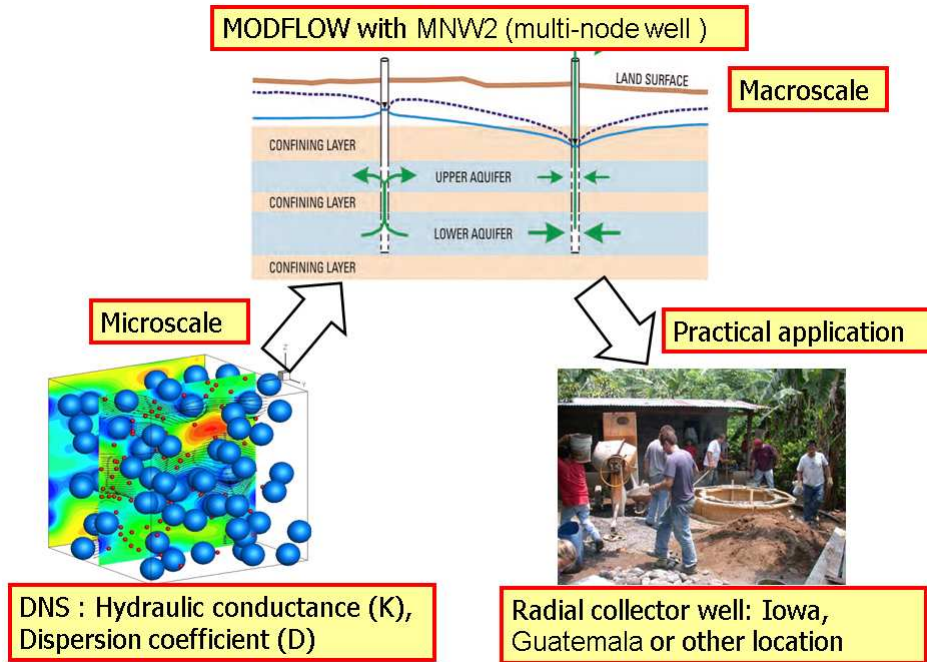 MODFLOW with MNW2 (multi-node well )
LAND SURFACE
Macroscale
CONFINING LAYER
UPPER AQUIFER
CONFINING LAYER
LOWER AQUIFER
CONFINING LAYER
Microscale
Practical application
Z
DNS : Hydraulic conductance (K),
Dispersion coefficient (D)
Radial collector well: Iowa,
Guatemala or other location